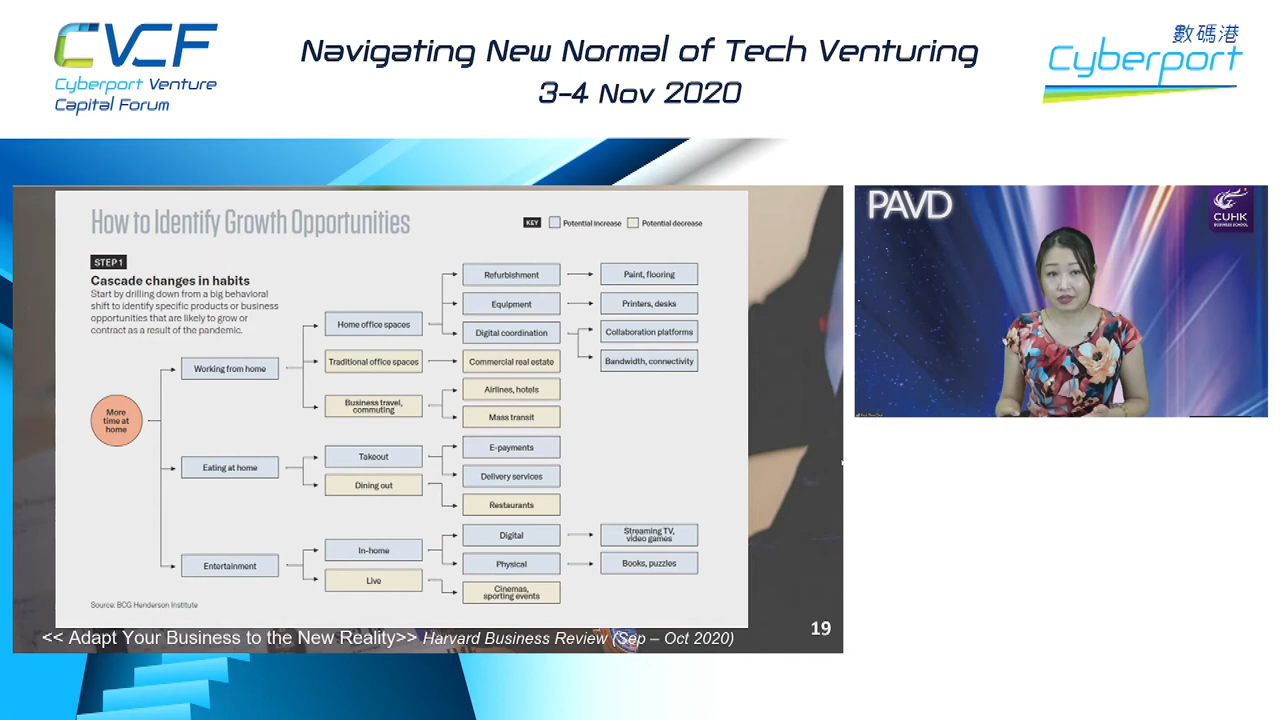 CVCF
Cyberport Venture
Capital Forum
Navigating New Normal of Tech Venturing
3-4 Nov 2020
數碼港
Cyberport
How to Identify Growth Opportunities
KEY Potential increase Potential decrease
STEP 1
Cascade changes in habits
Start by drilling down from a big behavioral
shift to identify specific products or business
opportunities that are likely to grow or
contract as a result of the pandemic.
More
time at
home
Working from home
Home office spaces
Refurbishment
Paint, flooring
Equipment
Printers, desks
Digital coordination
Collaboration platforms
Bandwidth, connectivity
Traditional office spaces
Commercial real estate
Business travel,
commuting
Airlines, hotels
Mass transit
Eating at home
Takeout
E-payments
Delivery services
Dining out
Restaurants
Entertainment
In-home
Digital
Streaming TV,
video games
Physical
Books, puzzles
Live
Cinemas,
sporting events
Source: BCG Henderson Institute
<< Adapt Your Business to the New Reality>> Harvard Business Review (Sep – Oct 2020)
19
PAVD
CUHK
BUSINESS SCHOOL